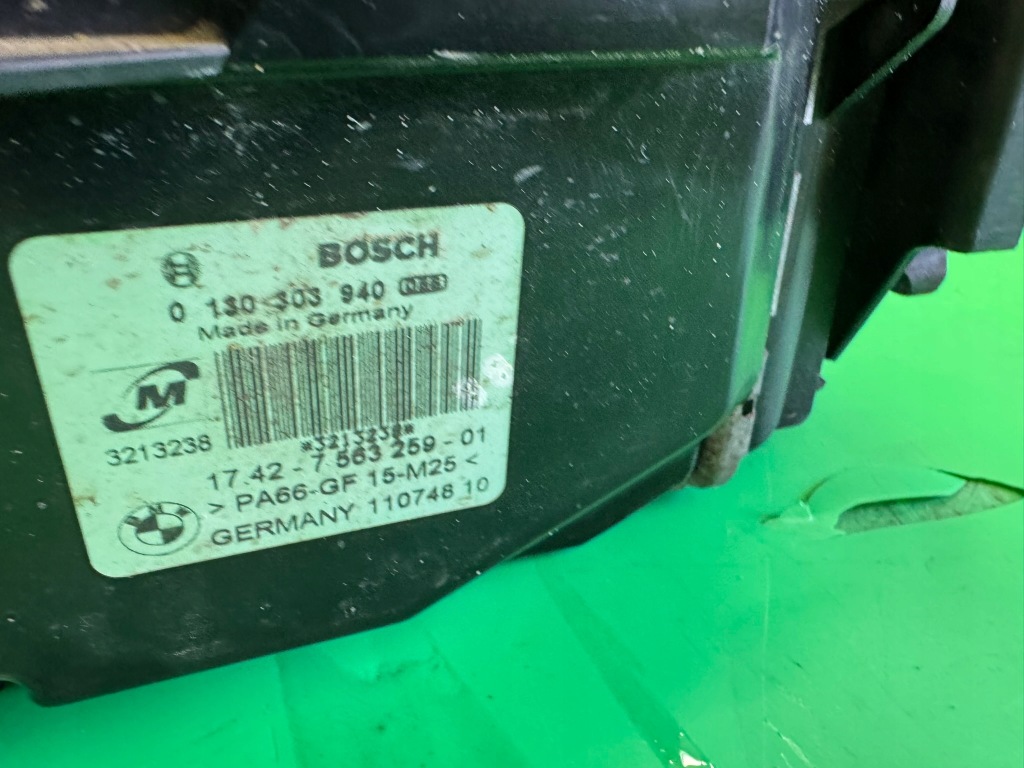 BOSCH
0 130 303 940
Made in Germany
M
3213238
*3213238*
17.42 - 7 563 259 - 01
> PA66-GF 15-M25 <
BMW
GERMANY 110748 10